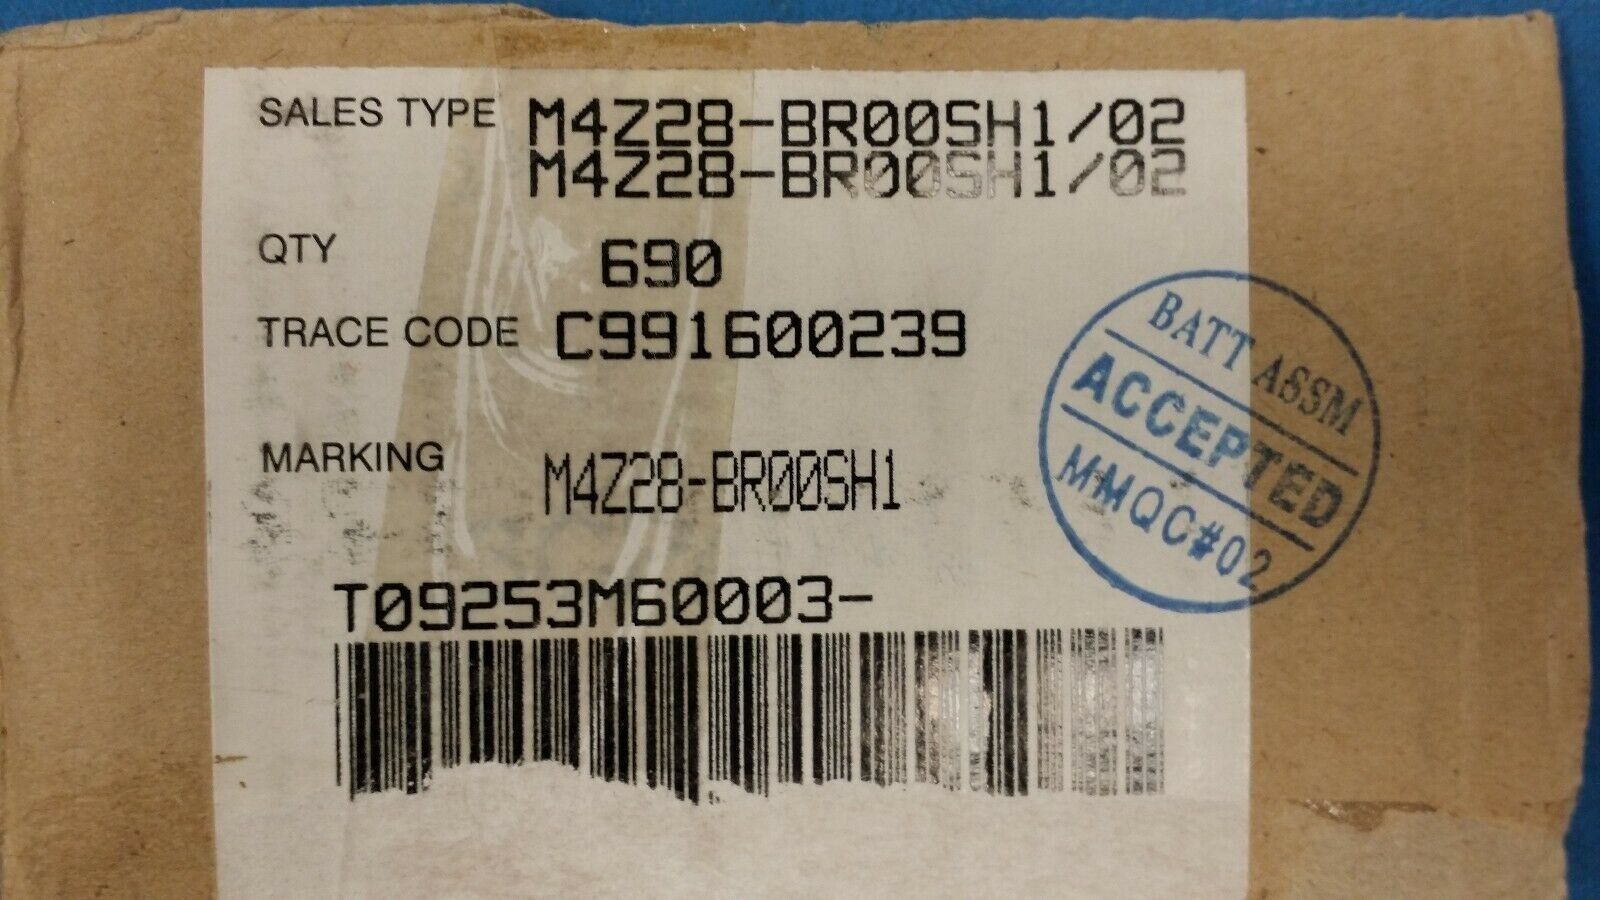 SALES TYPE M4Z28-BR00SH1/02
M4Z28-BR00SH1/02
QTY 690
TRACE CODE C991600239
MARKING M4Z28-BR00SH1
T09253M60003-
BATT ASSM
ACCEPTED
MMQC#02